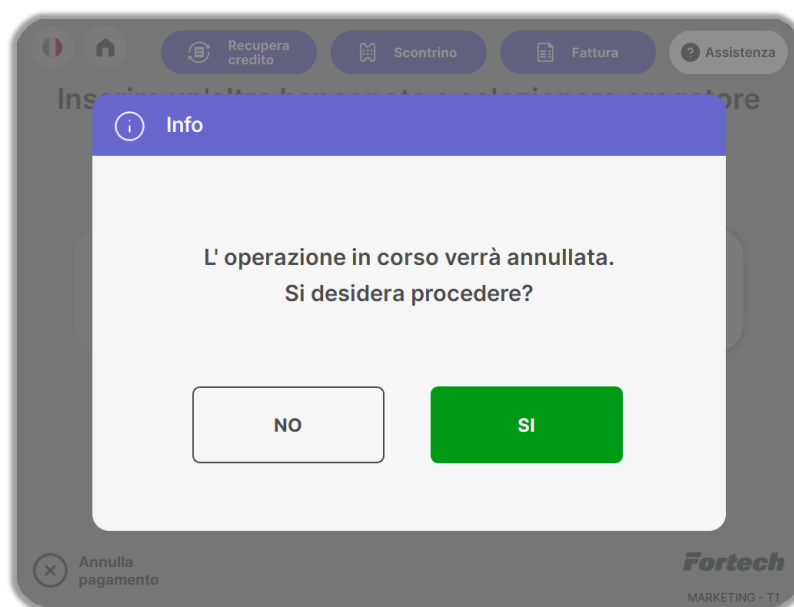 Recupera
credito
Scontrino
Fattura
Assistenza
Info
L' operazione in corso verrà annullata.
Si desidera procedere?
NO
SI
Annulla
pagamento
Fortech
MARKETING - T1